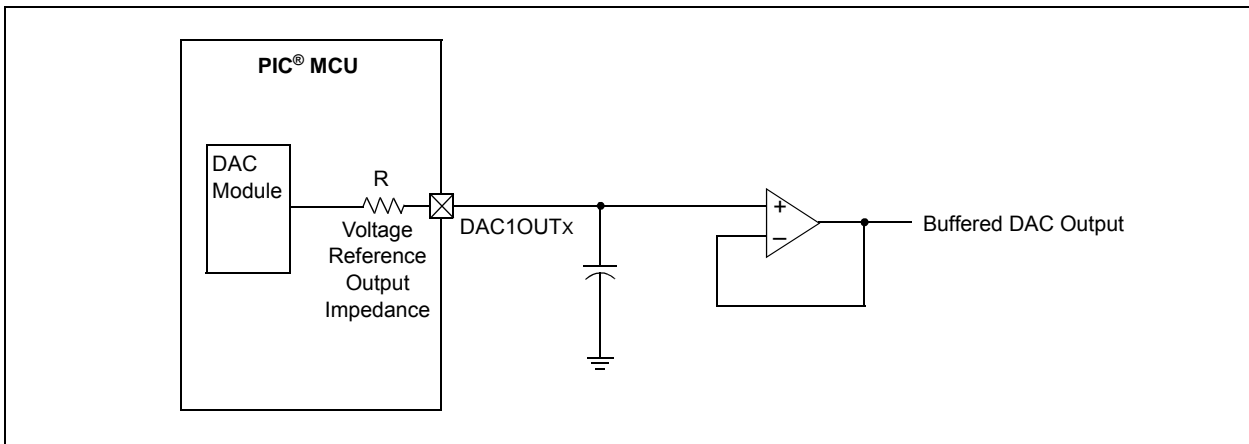 PIC® MCU
DAC
Module
R
Voltage
Reference
Output
Impedance
DAC1OUTX
+
–
Buffered DAC Output